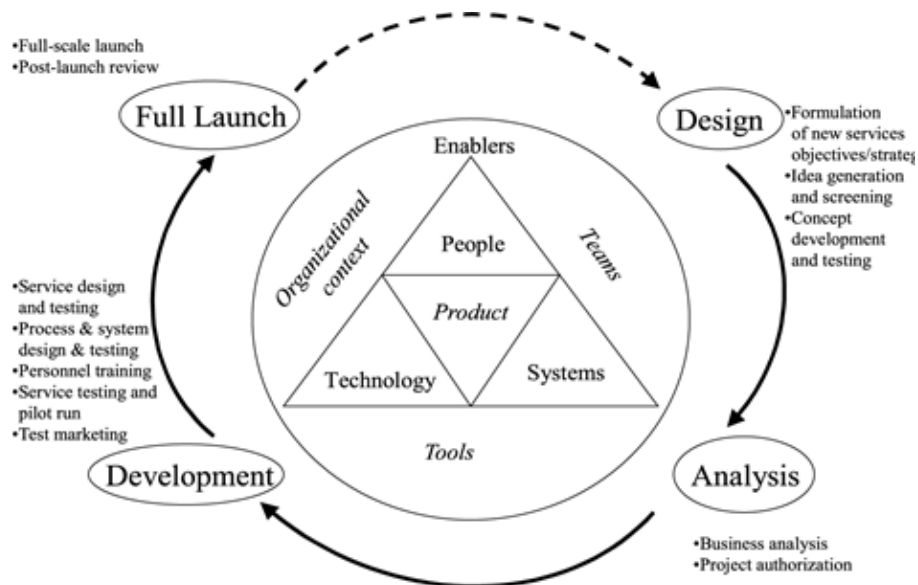 •Full-scale launch
•Post-launch review
Full Launch
Design
•Formulation
of new services
objectives/strateg
•Idea generation
and screening
•Concept
development
and testing
Enablers
Organizational
context
People
Teams
Product
Technology
Systems
Tools
•Service design
and testing
•Process & system
design & testing
•Personnel training
•Service testing and
pilot run
•Test marketing
Development
Analysis
•Business analysis
•Project authorization